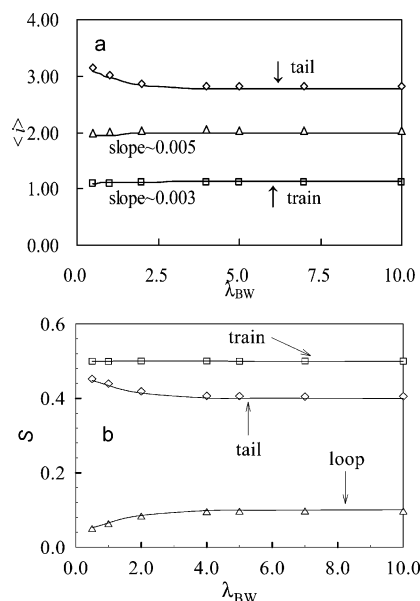 a
4.00
tail
3.00
<i>
2.00
slope~0.005
1.00
slope~0.003
train
0.00
0.0 2.5 5.0 7.5 10.0
λBW
0.6
train
0.4
S
b
tail
0.2
loop
0.0
0.0 2.0 4.0 6.0 8.0 10.0
λBW